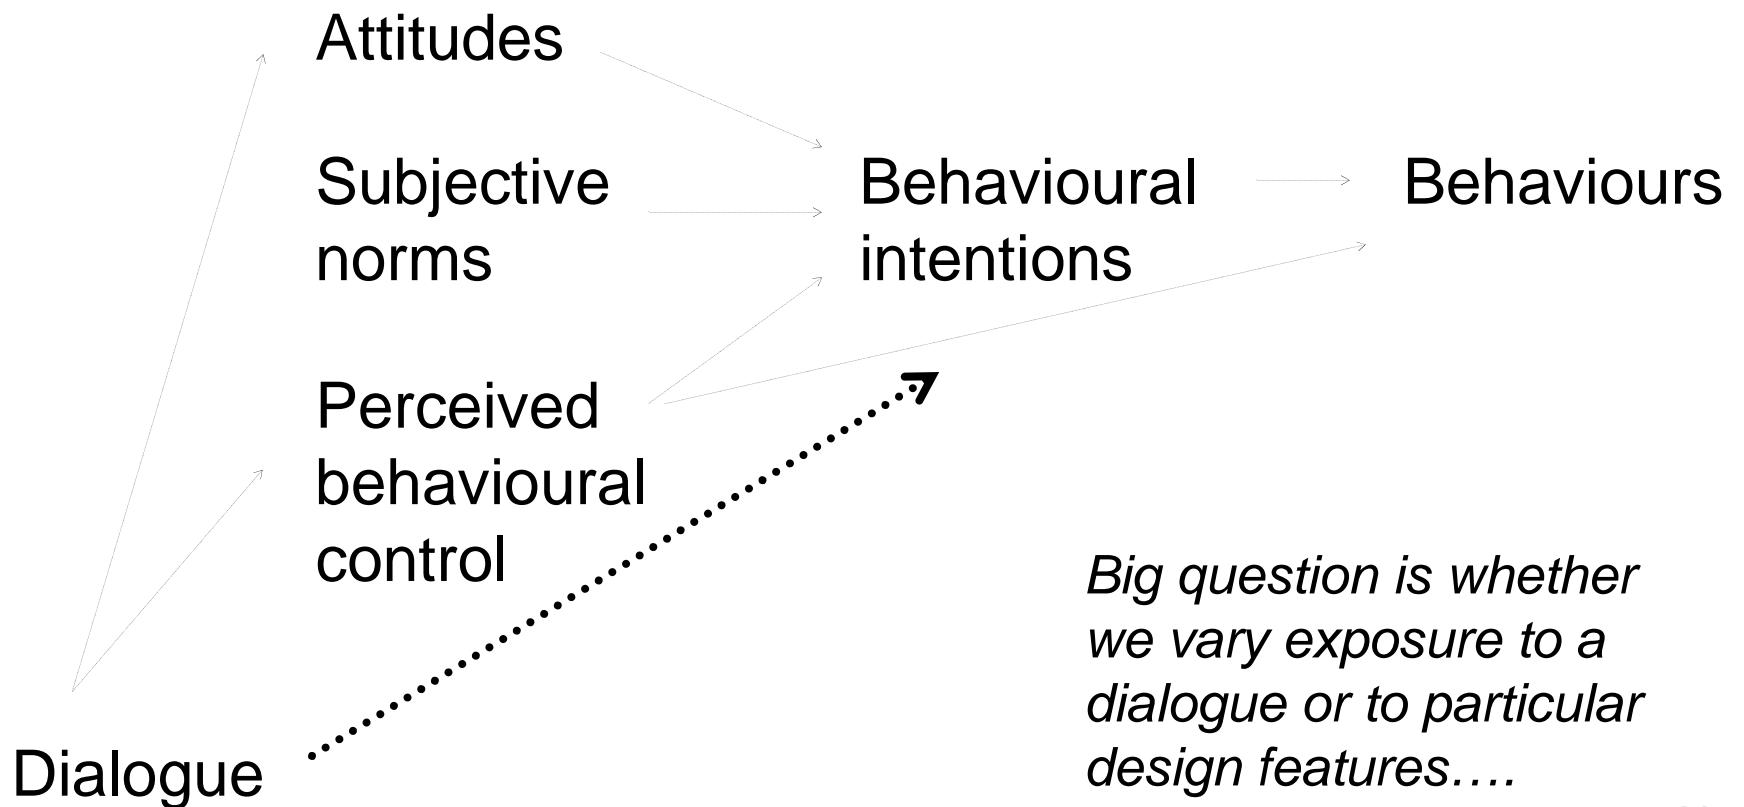 Attitudes
Subjective
norms
Behavioural
intentions
Behaviours
Perceived
behavioural
control
Dialogue
Big question is whether
we vary exposure to a
dialogue or to particular
design features….